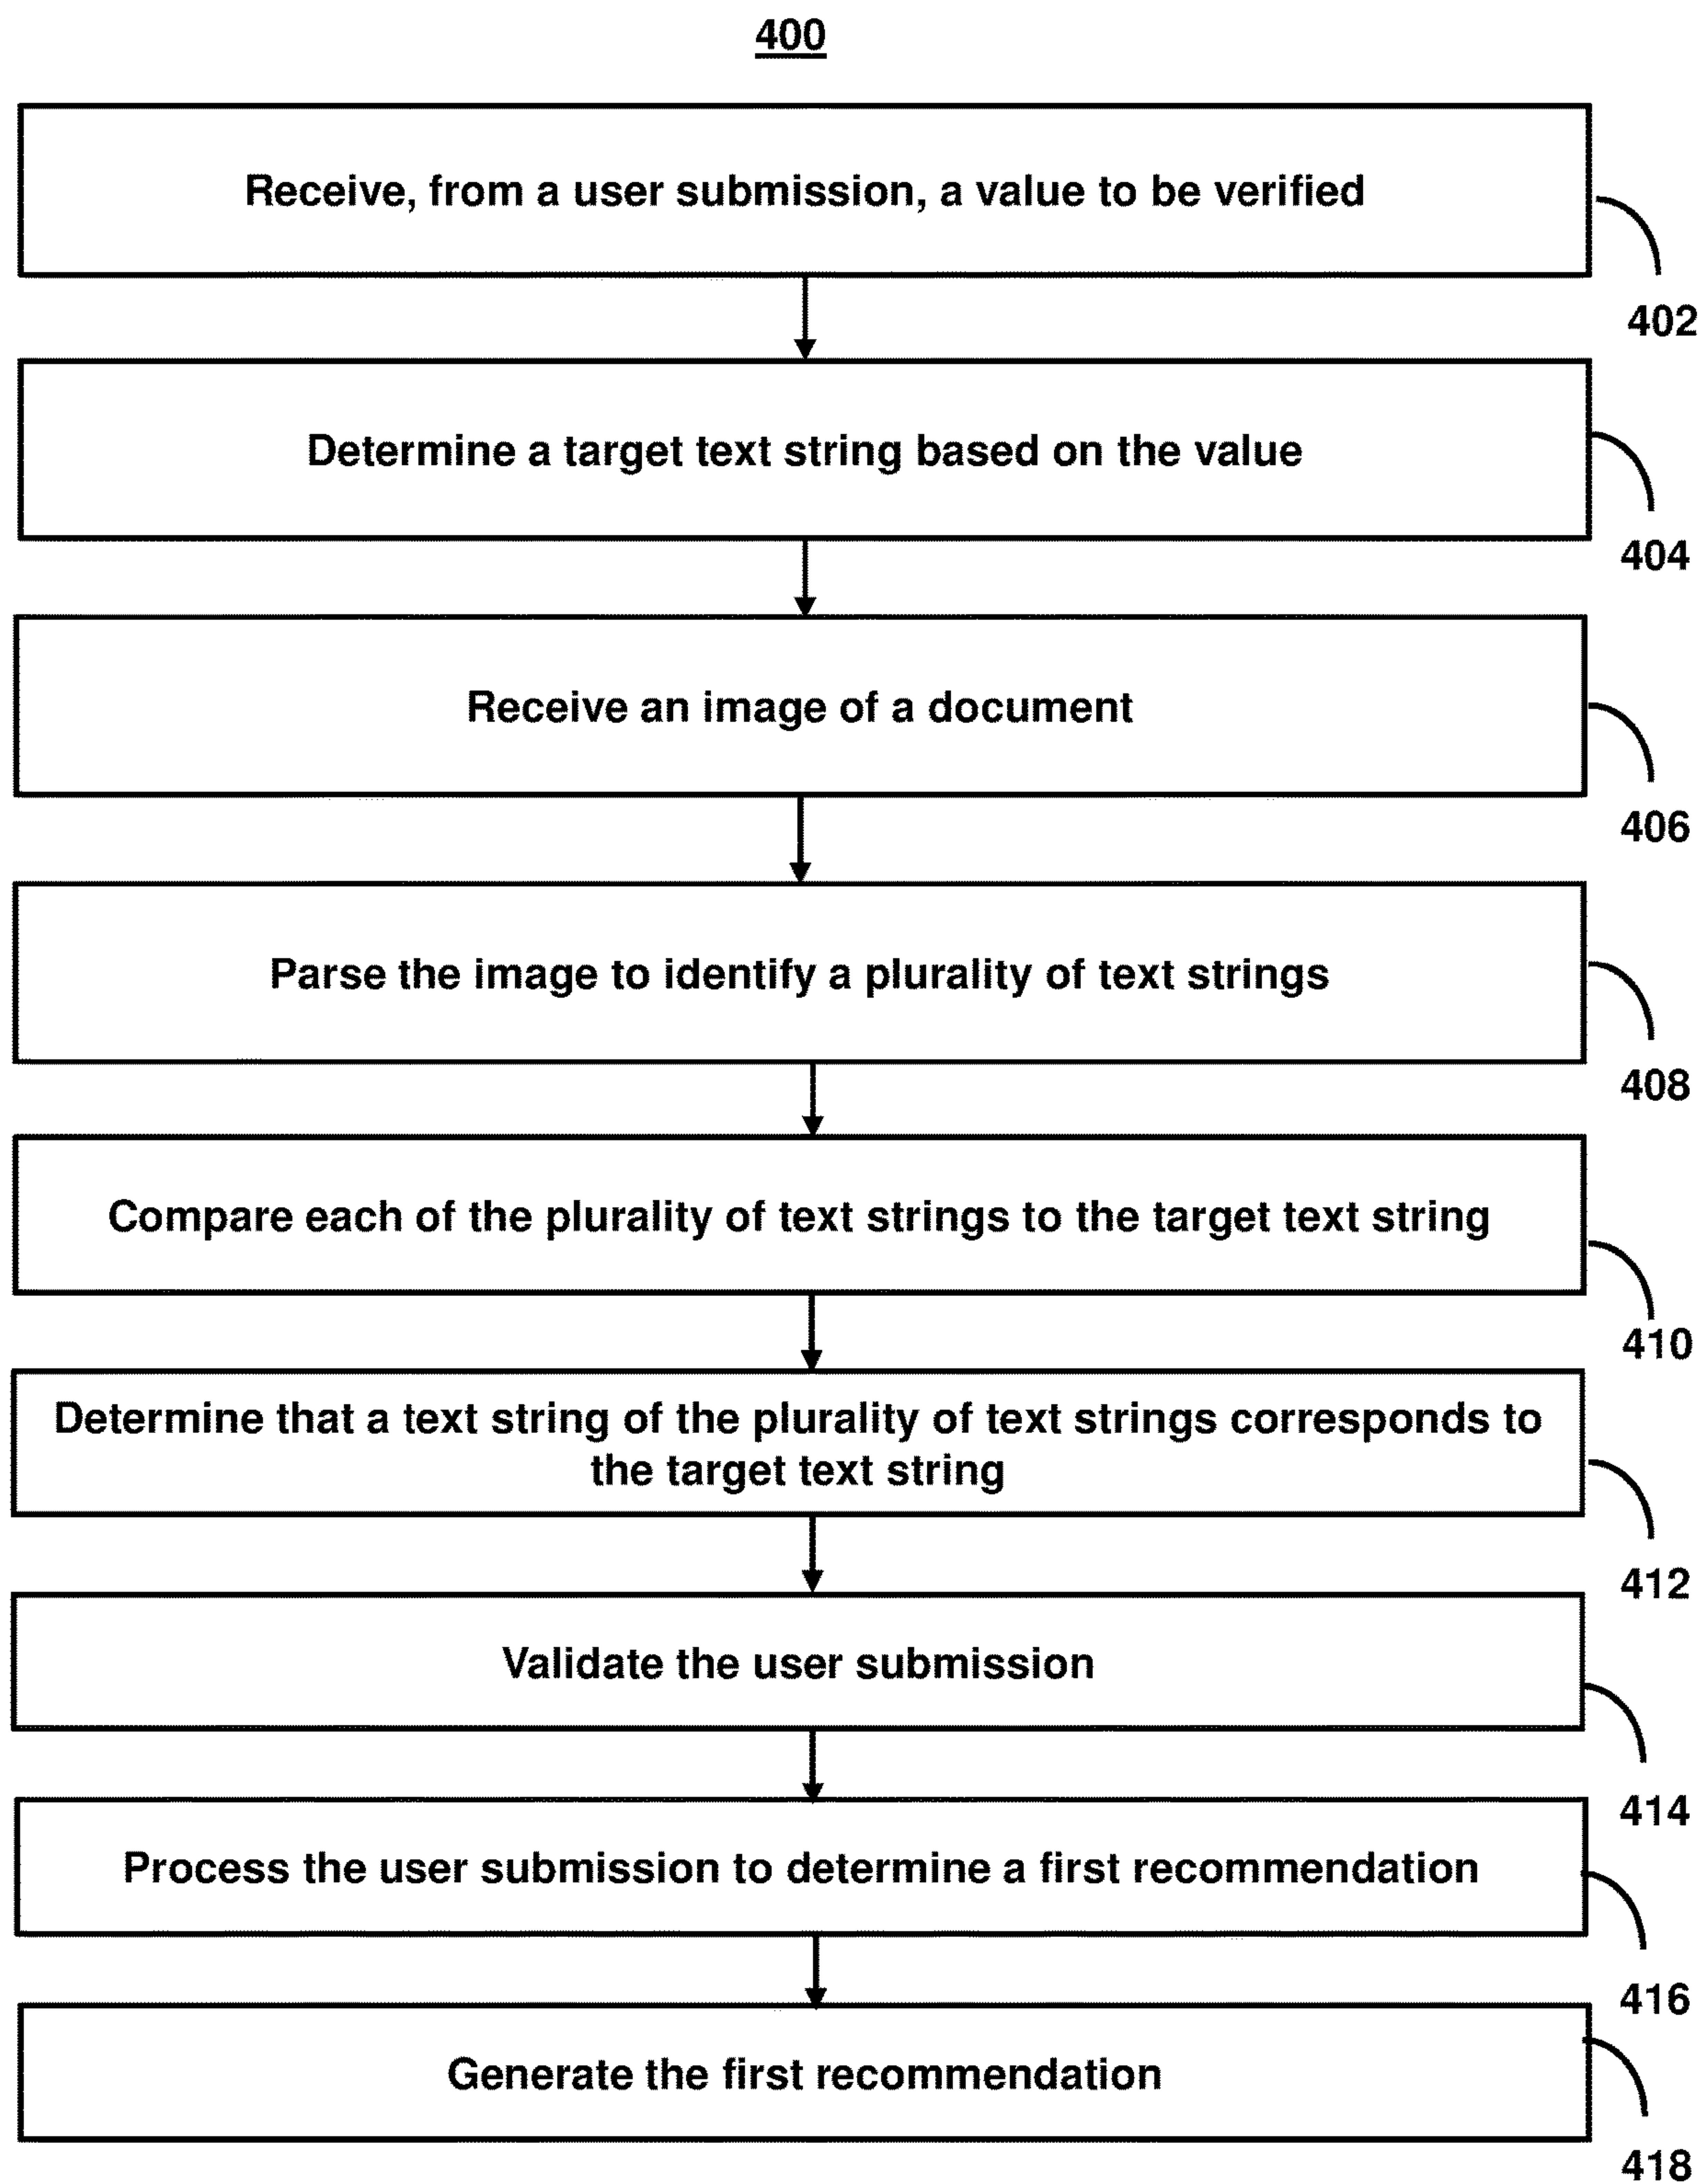 400
Receive, from a user submission, a value to be verified
402
Determine a target text string based on the value
404
Receive an image of a document
406
Parse the image to identify a plurality of text strings
408
Compare each of the plurality of text strings to the target text string
410
Determine that a text string of the plurality of text strings corresponds to
the target text string
412
Validate the user submission
414
Process the user submission to determine a first recommendation
416
Generate the first recommendation
418